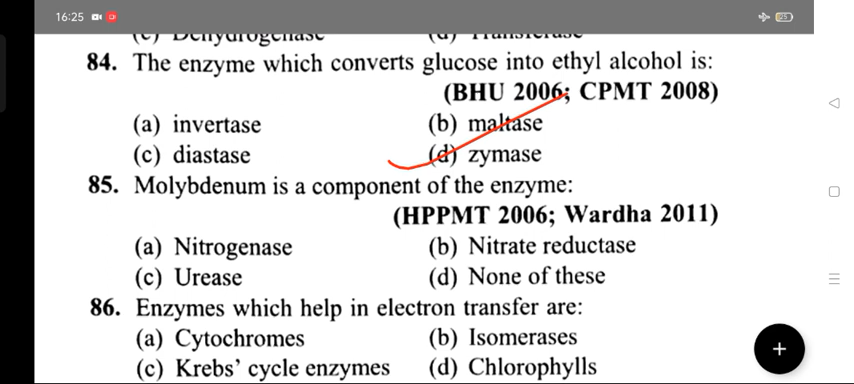 16:25
(c) Dehydrogenase (d) Transferase
84. The enzyme which converts glucose into ethyl alcohol is:
(BHU 2006; CPMT 2008)
(a) invertase (b) maltase
(c) diastase (d) zymase
85. Molybdenum is a component of the enzyme:
(HPPMT 2006; Wardha 2011)
(a) Nitrogenase (b) Nitrate reductase
(c) Urease (d) None of these
86. Enzymes which help in electron transfer are:
(a) Cytochromes (b) Isomerases
(c) Krebs’ cycle enzymes (d) Chlorophylls
+